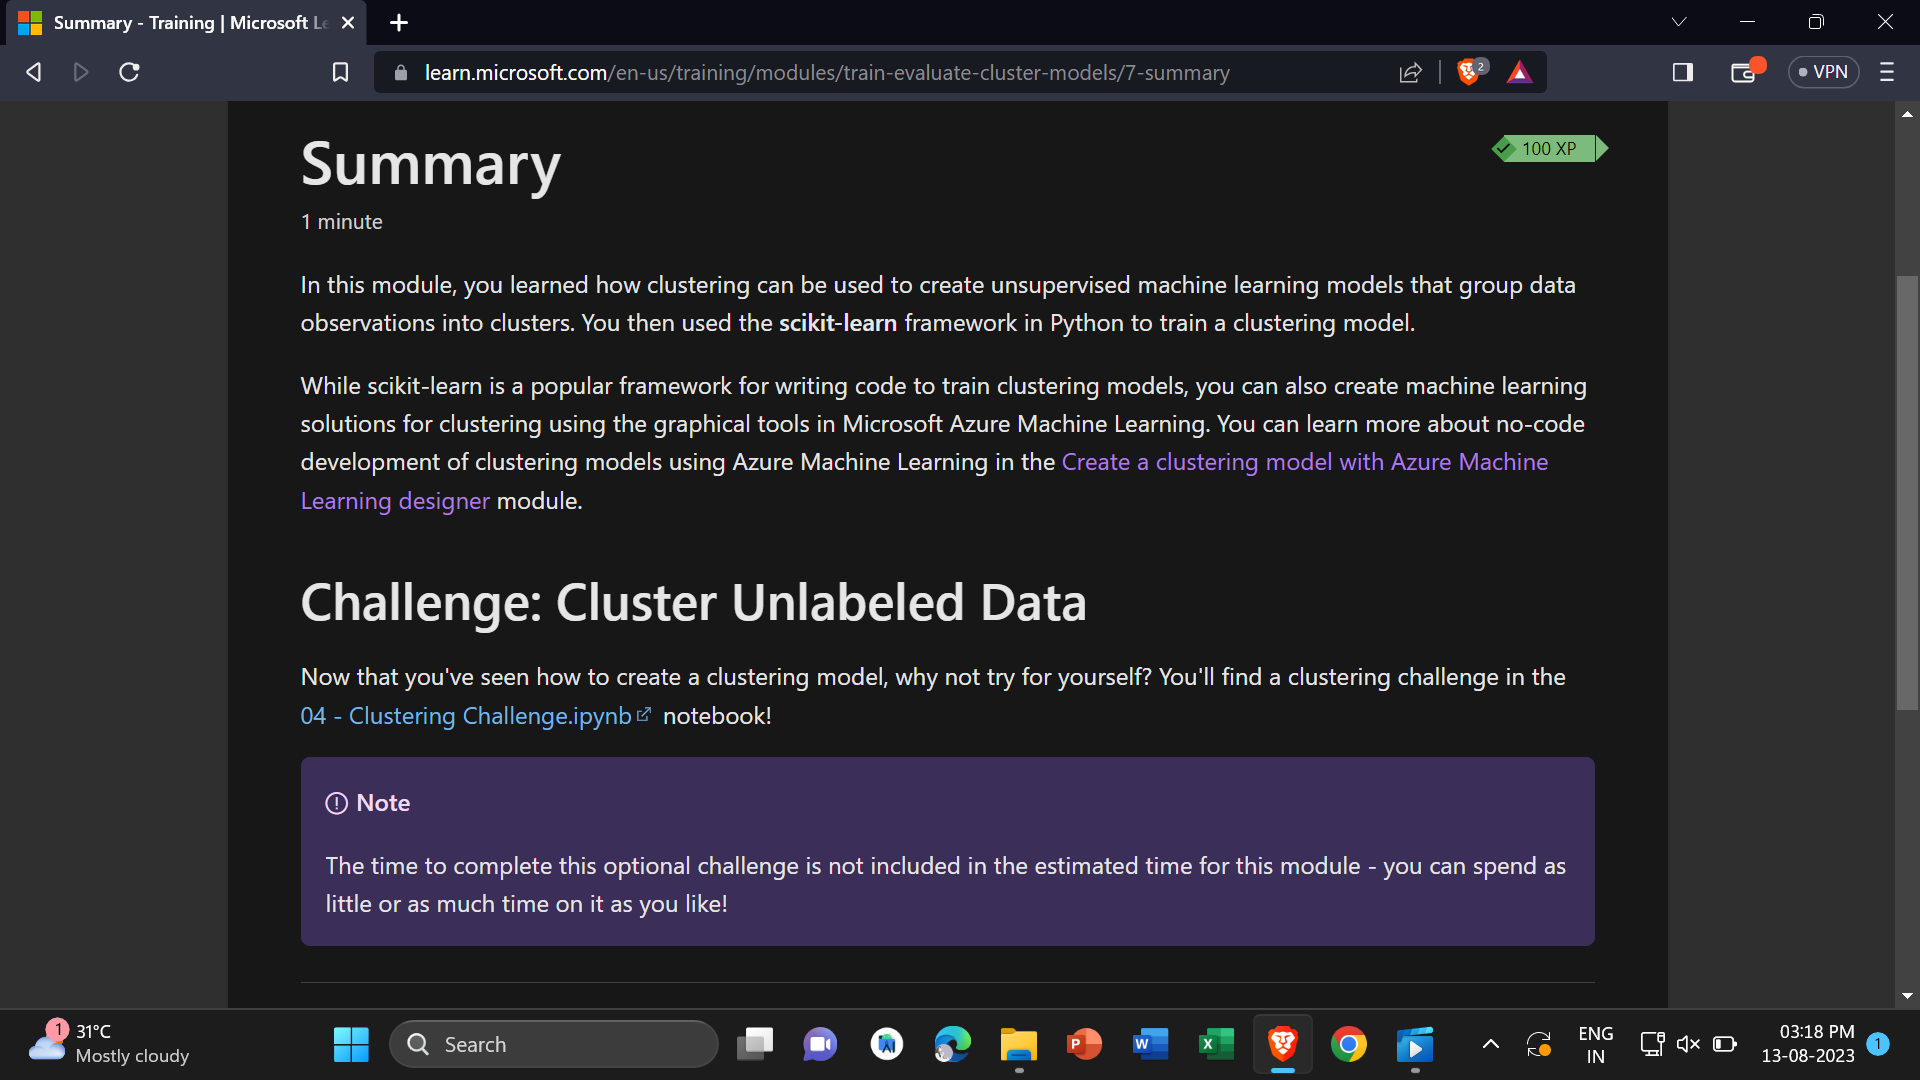 Summary - Training | Microsoft Le
learn.microsoft.com/en-us/training/modules/train-evaluate-cluster-models/7-summary
2
VPN
Summary
100 XP
1 minute
In this module, you learned how clustering can be used to create unsupervised machine learning models that group data
observations into clusters. You then used the scikit-learn framework in Python to train a clustering model.
While scikit-learn is a popular framework for writing code to train clustering models, you can also create machine learning
solutions for clustering using the graphical tools in Microsoft Azure Machine Learning. You can learn more about no-code
development of clustering models using Azure Machine Learning in the Create a clustering model with Azure Machine
Learning designer module.
Challenge: Cluster Unlabeled Data
Now that you've seen how to create a clustering model, why not try for yourself? You'll find a clustering challenge in the
04 - Clustering Challenge.ipynb notebook!
Note
The time to complete this optional challenge is not included in the estimated time for this module - you can spend as
little or as much time on it as you like!
1
31°C
Mostly cloudy
Search
AI
P
W
X
ENG
IN
03:18 PM
13-08-2023
1